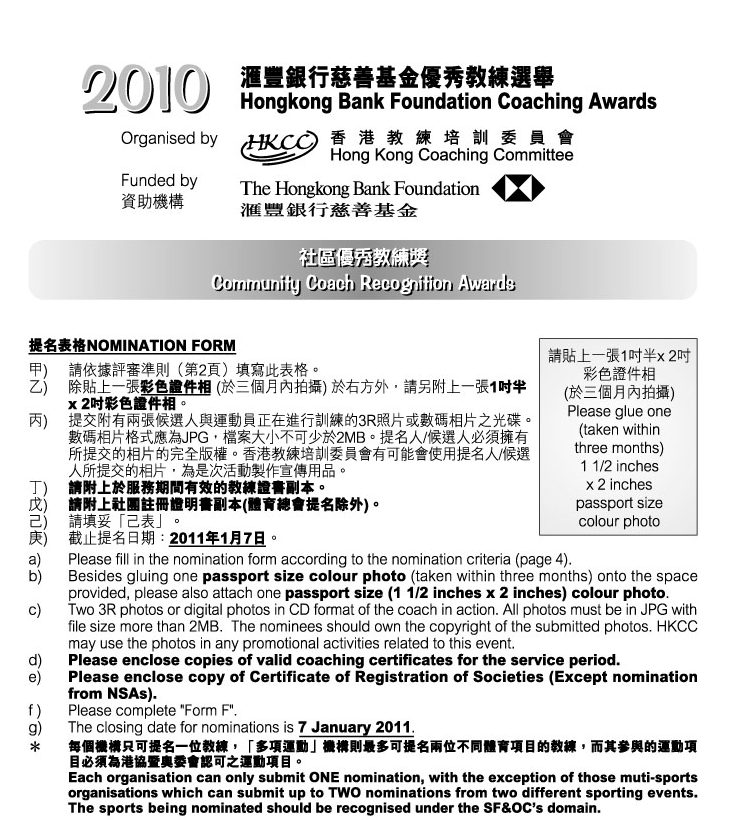 2010
滙豐銀行慈善基金優秀教練選舉
Hongkong Bank Foundation Coaching Awards
Organised by
HKCC
香港教練培訓委員會
Hong Kong Coaching Committee
Funded by
資助機構
The Hongkong Bank Foundation
滙豐銀行慈善基金
社區優秀教練獎
Community Coach Recognition Awards
提名表格NOMINATION FORM
甲) 請依據評審準則（第2頁）填寫此表格。
乙) 除貼上一張彩色證件相 (於三個月內拍攝) 於右方外，請另附上一張1吋半
x 2吋彩色證件相。
丙) 提交附有兩張候選人與運動員正在進行訓練的3R照片或數碼相片之光碟。
數碼相片格式應為JPG，檔案大小不可少於2MB。提名人/候選人必須擁有
所提交的相片的完全版權。香港教練培訓委員會有可能會使用提名人/候選
人所提交的相片，為是次活動製作宣傳用品。
丁) 請附上於服務期間有效的教練證書副本。
戊) 請附上社團註冊證明書副本(體育總會提名除外)。
己) 請填妥「己表」。
庚) 截止提名日期：2011年1月7日。
請貼上一張1吋半x 2吋
彩色證件相
(於三個月內拍攝)
Please glue one
(taken within
three months)
1 1/2 inches
x 2 inches
passport size
colour photo
a) Please fill in the nomination form according to the nomination criteria (page 4).
b) Besides gluing one passport size colour photo (taken within three months) onto the space
provided, please also attach one passport size (1 1/2 inches x 2 inches) colour photo.
c) Two 3R photos or digital photos in CD format of the coach in action. All photos must be in JPG with
file size more than 2MB. The nominees should own the copyright of the submitted photos. HKCC
may use the photos in any promotional activities related to this event.
d) Please enclose copies of valid coaching certificates for the service period.
e) Please enclose copy of Certificate of Registration of Societies (Except nomination
from NSAs).
f ) Please complete "Form F".
g) The closing date for nominations is 7 January 2011.
* 每個機構只可提名一位教練，「多項運動」機構則最多可提名兩位不同體育項目的教練，而其參與的運動項
目必須為港協暨奧委會認可之運動項目。
Each organisation can only submit ONE nomination, with the exception of those muti-sports
organisations which can submit up to TWO nominations from two different sporting events.
The sports being nominated should be recognised under the SF&OC's domain.